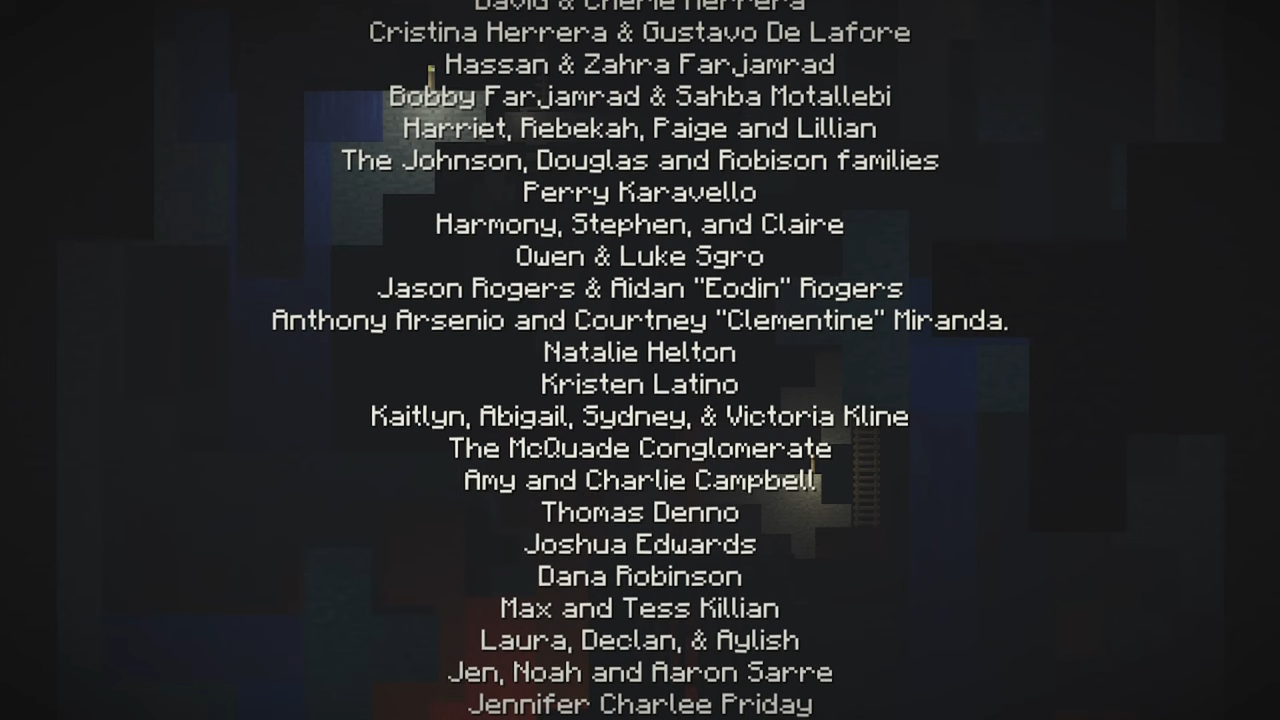 David & Cherie Herrera
Cristina Herrera & Gustavo De Lafore
Hassan & Zahra Farjamrad
Bobby Farjamrad & Sahba Motallebi
Harriet, Rebekah, Paige and Lillian
The Johnson, Douglas and Robison families
Perry Karavello
Harmony, Stephen, and Claire
Owen & Luke Sgro
Jason Rogers & Aidan "Eodin" Rogers
Anthony Arsenio and Courtney "Clementine" Miranda.
Natalie Helton
Kristen Latino
Kaitlyn, Abigail, Sydney, & Victoria Kline
The McQuade Conglomerate
Amy and Charlie Campbell
Thomas Denno
Joshua Edwards
Dana Robinson
Max and Tess Killian
Laura, Declan, & Aylish
Jen, Noah and Aaron Sarre
Jennifer Charlee Priday